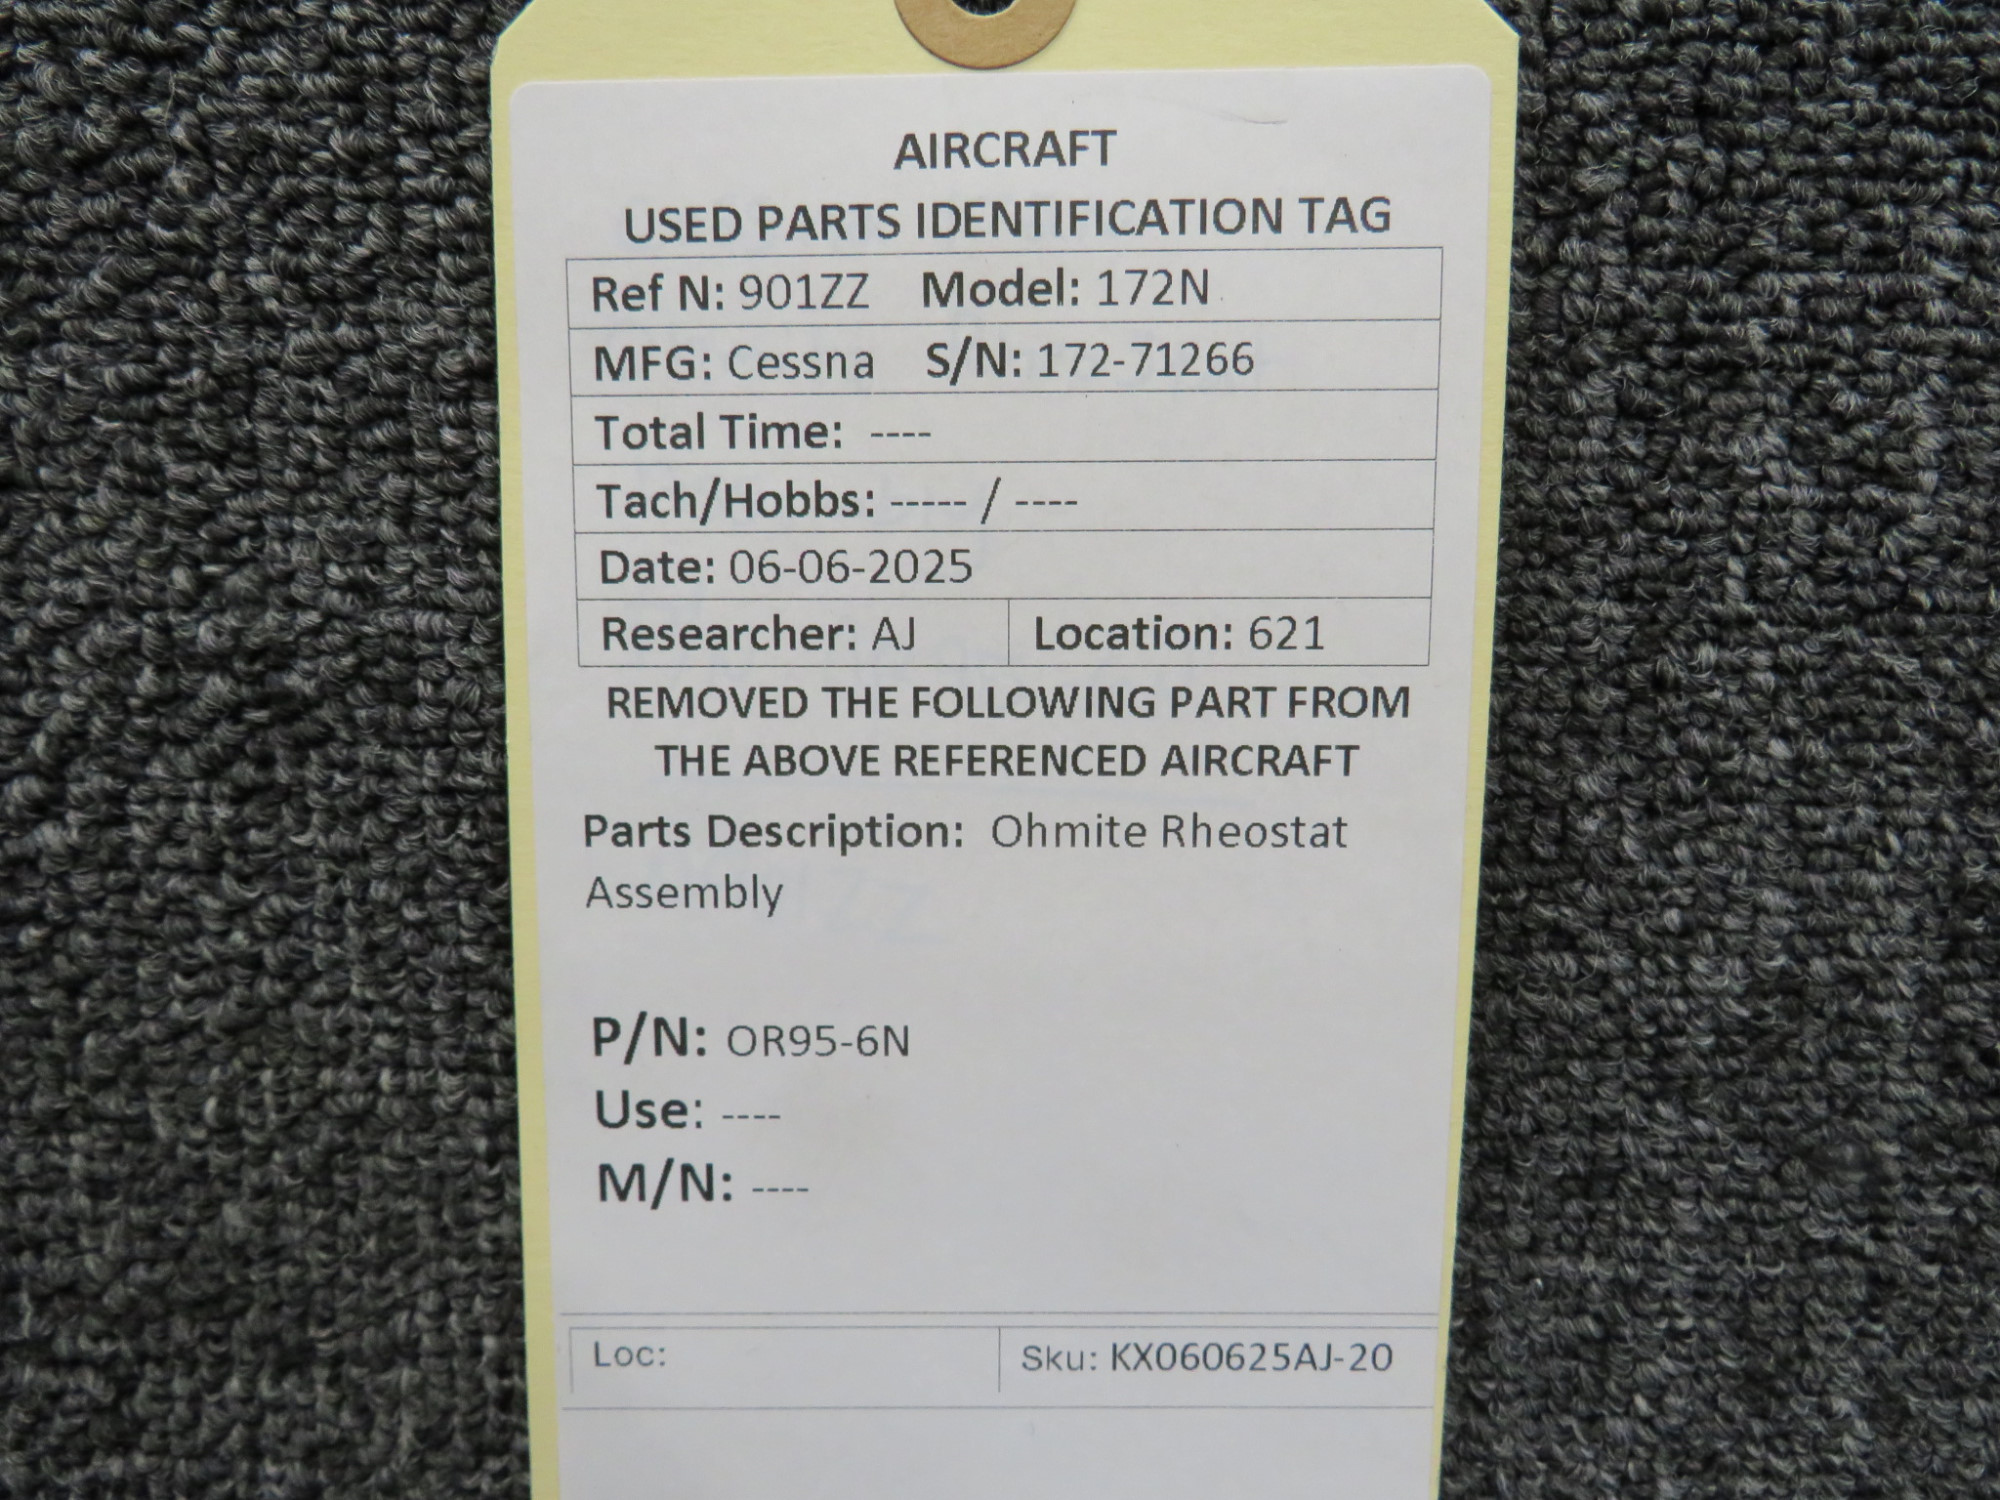 AIRCRAFT
USED PARTS IDENTIFICATION TAG
Ref N: 901ZZ Model: 172N
MFG: Cessna S/N: 172-71266
Total Time: ----
Tach/Hobbs: ----- / ----
Date: 06-06-2025
Researcher: AJ Location: 621
REMOVED THE FOLLOWING PART FROM
THE ABOVE REFERENCED AIRCRAFT
Parts Description: Ohmite Rheostat
Assembly
P/N: OR95-6N
Use: ----
M/N: ----
Loc: Sku: KX060625AJ-20